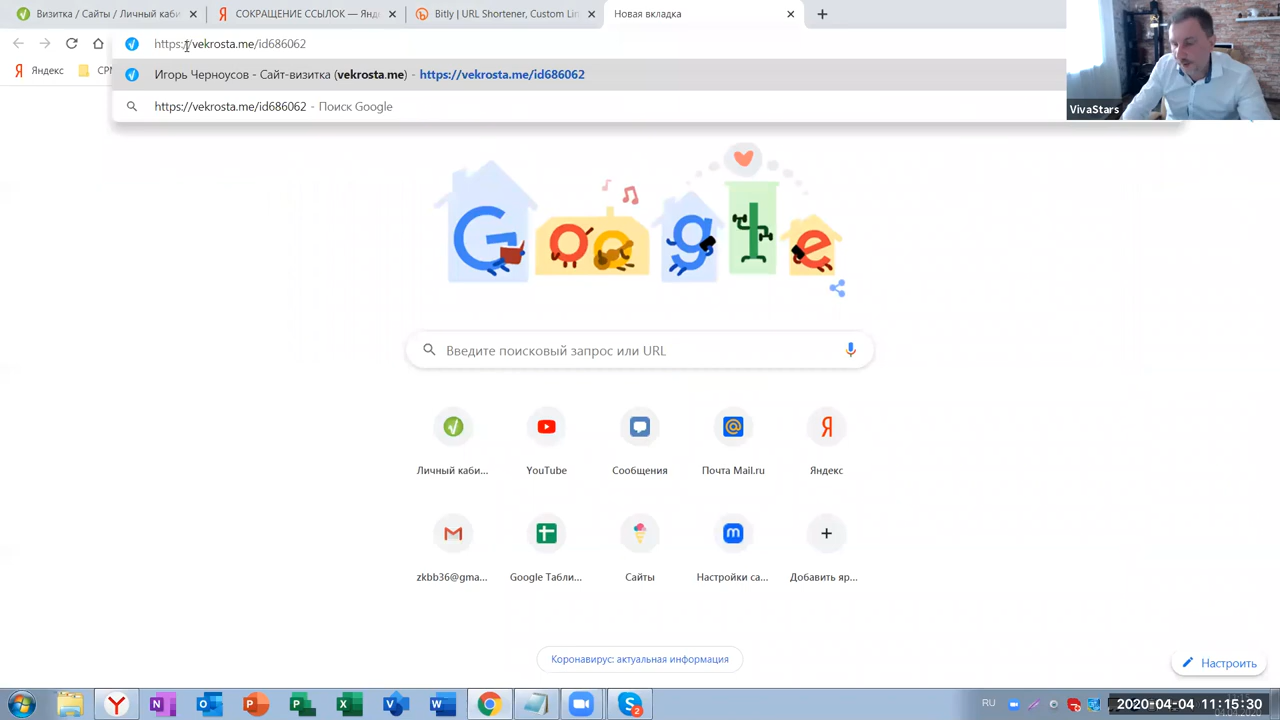 Визитка / Сайты / Личный каби
СОКРАЩЕНИЕ ССЫЛОК — Янд
Bitly | URL Shortener, Custom Lin
Новая вкладка
https://vekrosta.me/id686062
Яндекс
CPM
Игорь Черноусов - Сайт-визитка (vekrosta.me) - https://vekrosta.me/id686062
https://vekrosta.me/id686062 - Поиск Google
VivaStars
Google
Введите поисковый запрос или URL
Личный каби...
YouTube
Сообщения
Почта Mail.ru
Яндекс
zkbb36@gma...
Google Табли...
Сайты
Настройки са...
Добавить яр...
Коронавирус: актуальная информация
Настроить
RU
2020-04-04 11:15:30